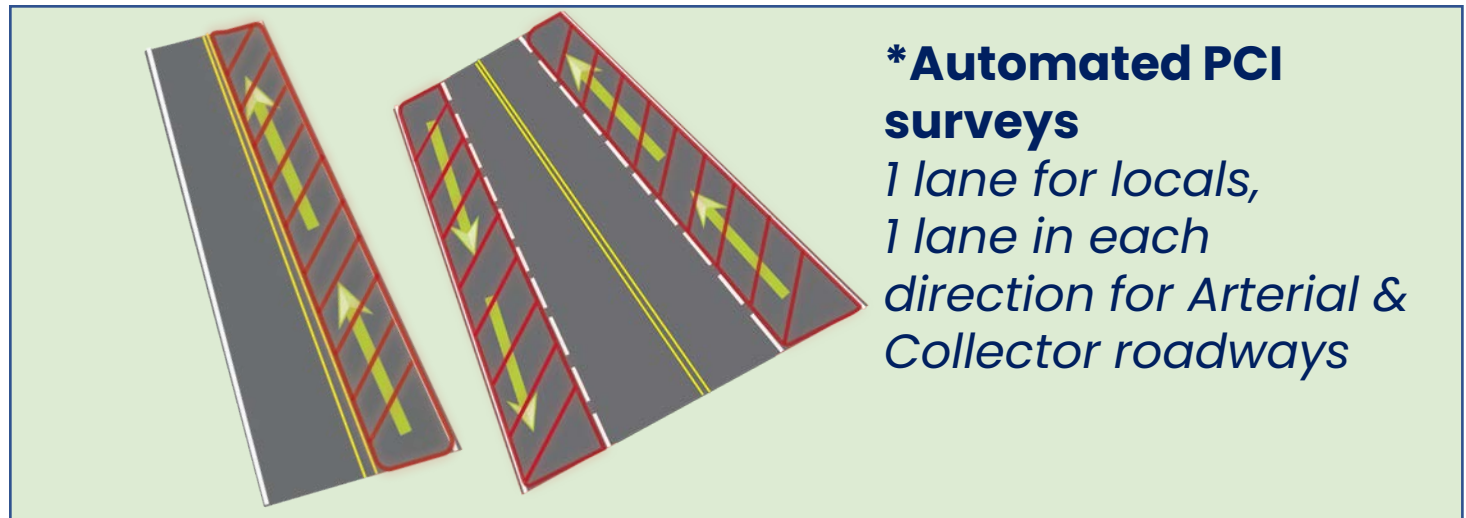 *Automated PCI
surveys
1 lane for locals,
1 lane in each
direction for Arterial &
Collector roadways